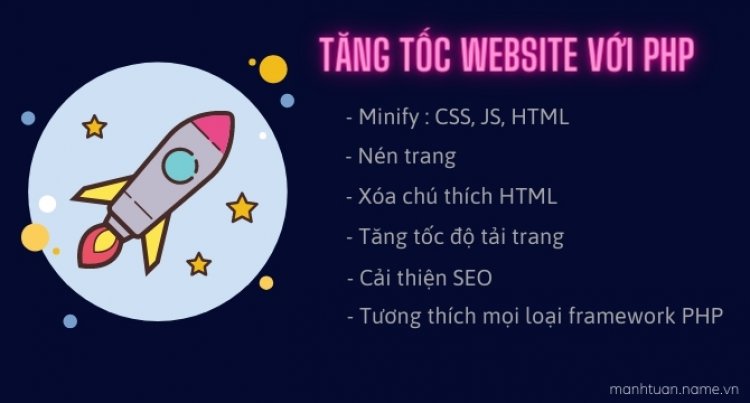 TĂNG TỐC WEBSITE VỚI PHP
- Minify : CSS, JS, HTML
- Nén trang
- Xóa chú thích HTML
- Tăng tốc độ tải trang
- Cải thiện SEO
- Tương thích mọi loại framework PHP
manhtuan.name.vn